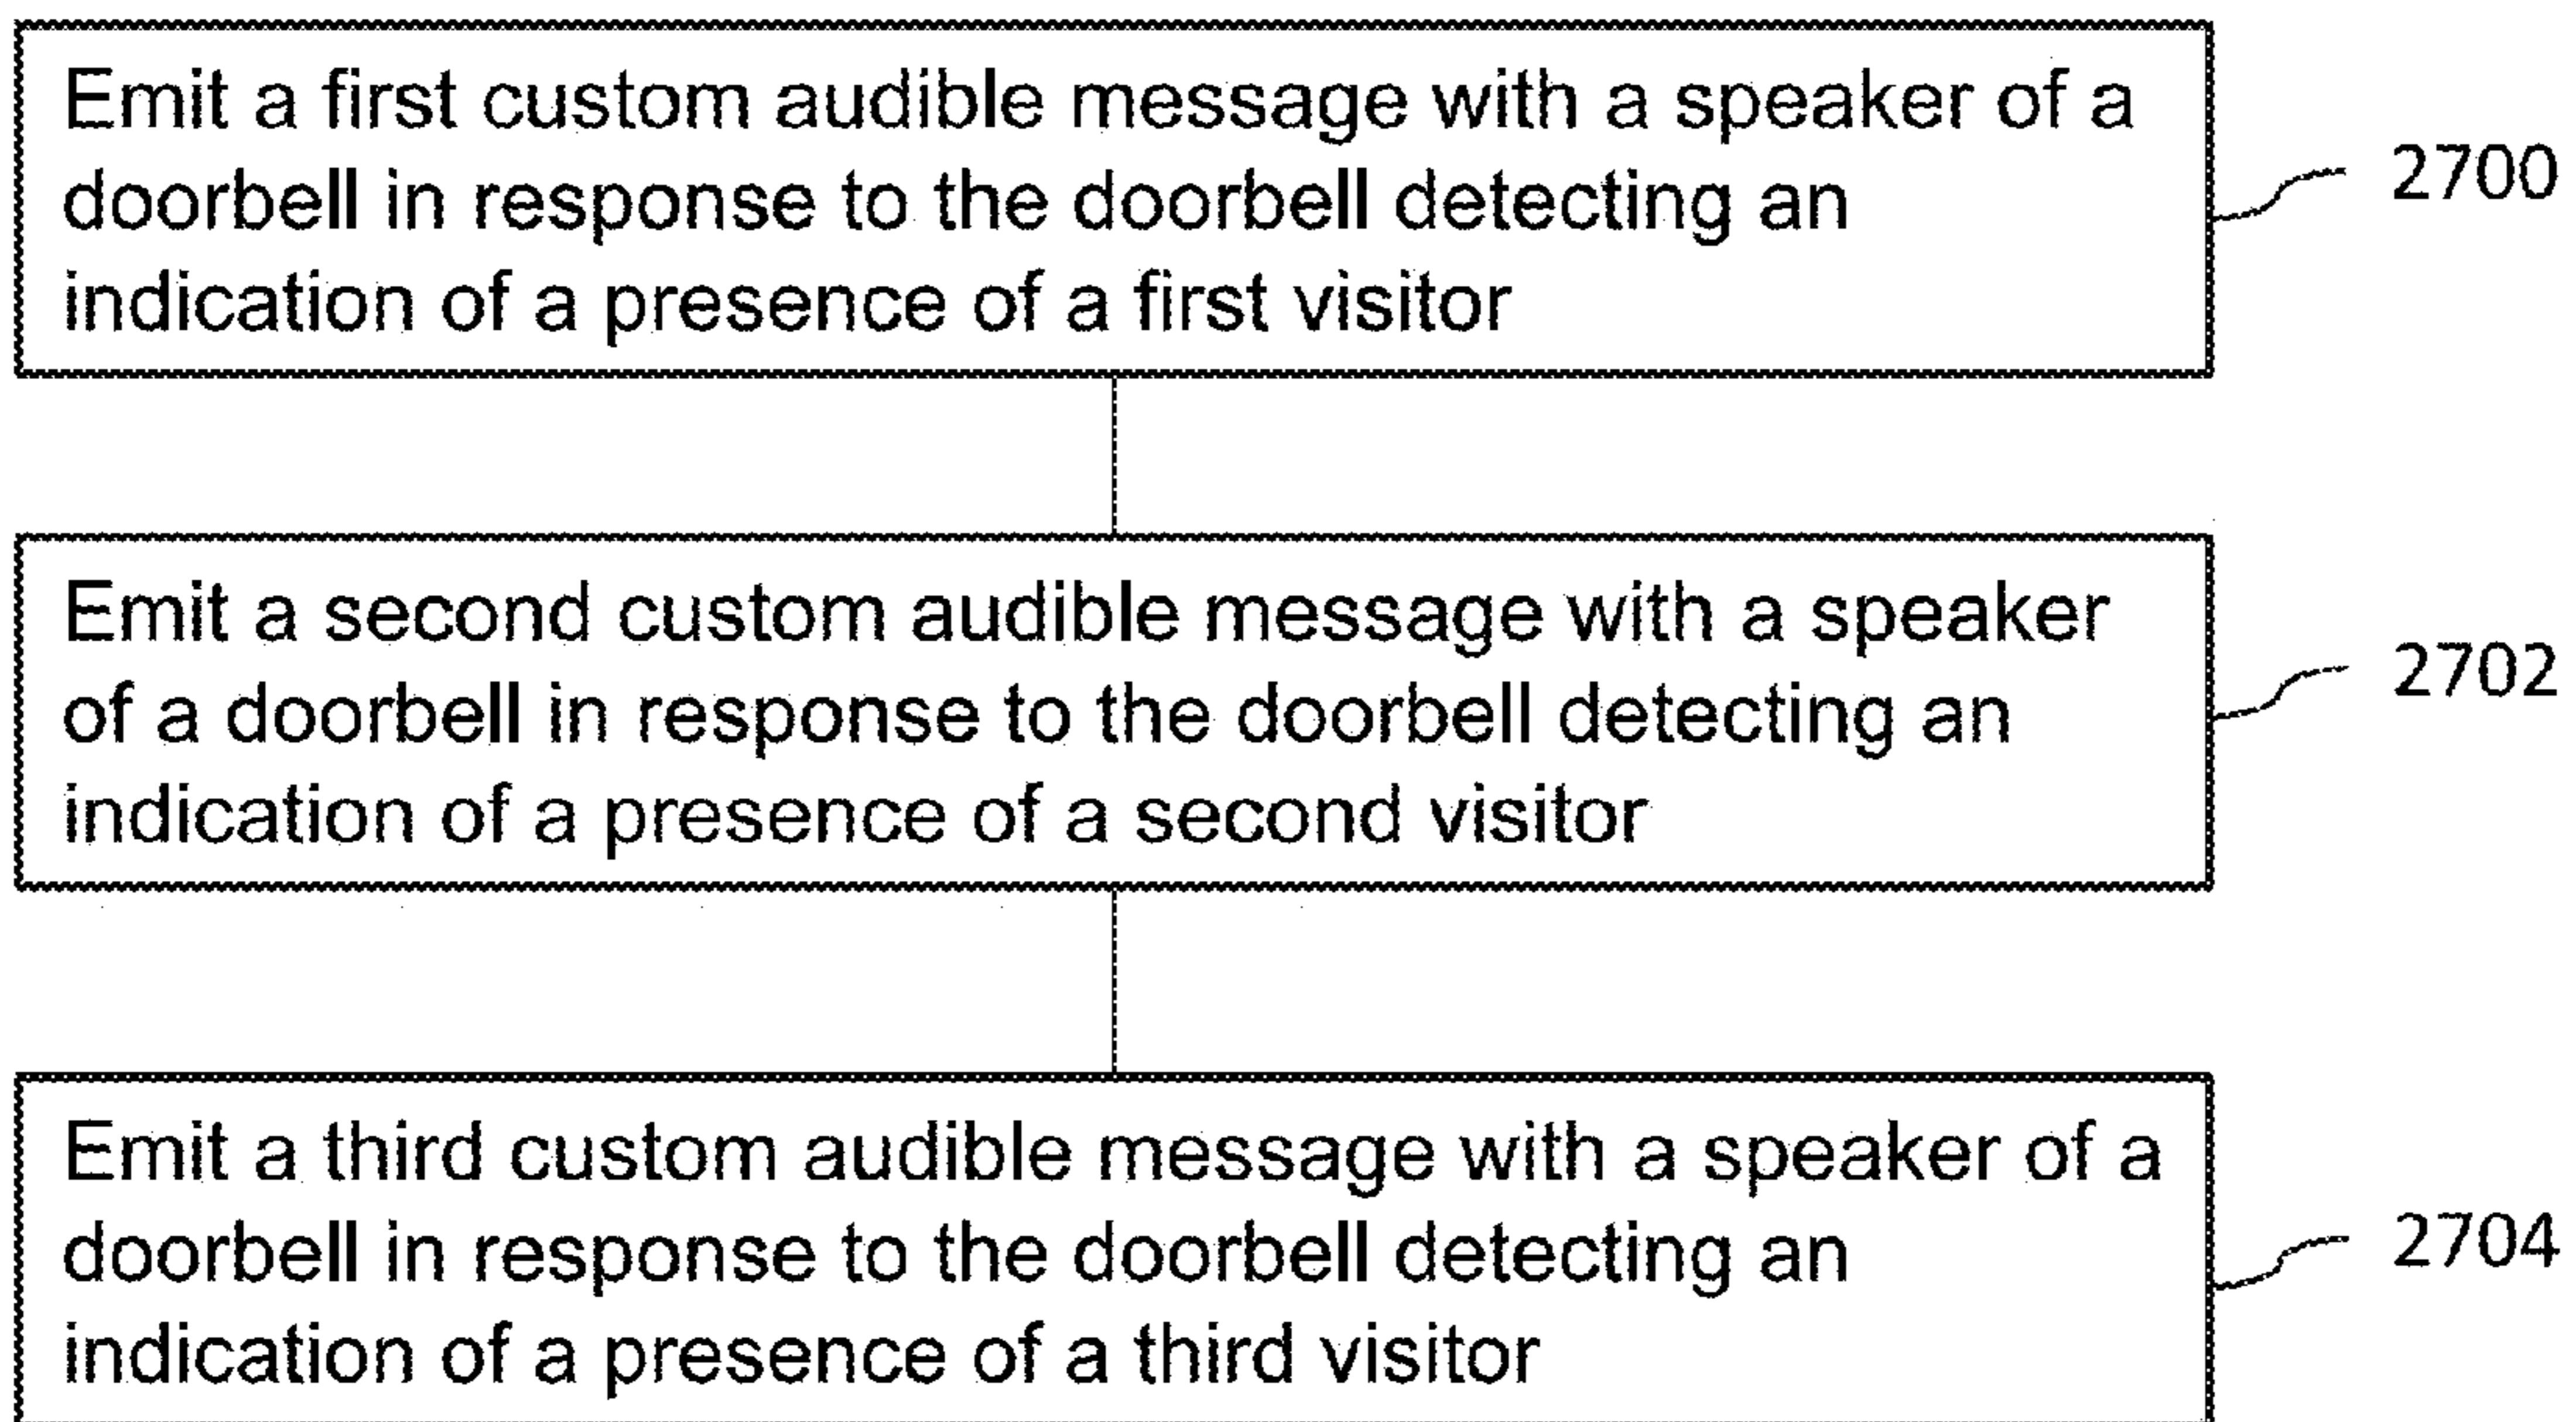 Emit a first custom audible message with a speaker of a
doorbell in response to the doorbell detecting an
indication of a presence of a first visitor
2700
Emit a second custom audible message with a speaker
of a doorbell in response to the doorbell detecting an
indication of a presence of a second visitor
2702
Emit a third custom audible message with a speaker of a
doorbell in response to the doorbell detecting an
indication of a presence of a third visitor
2704